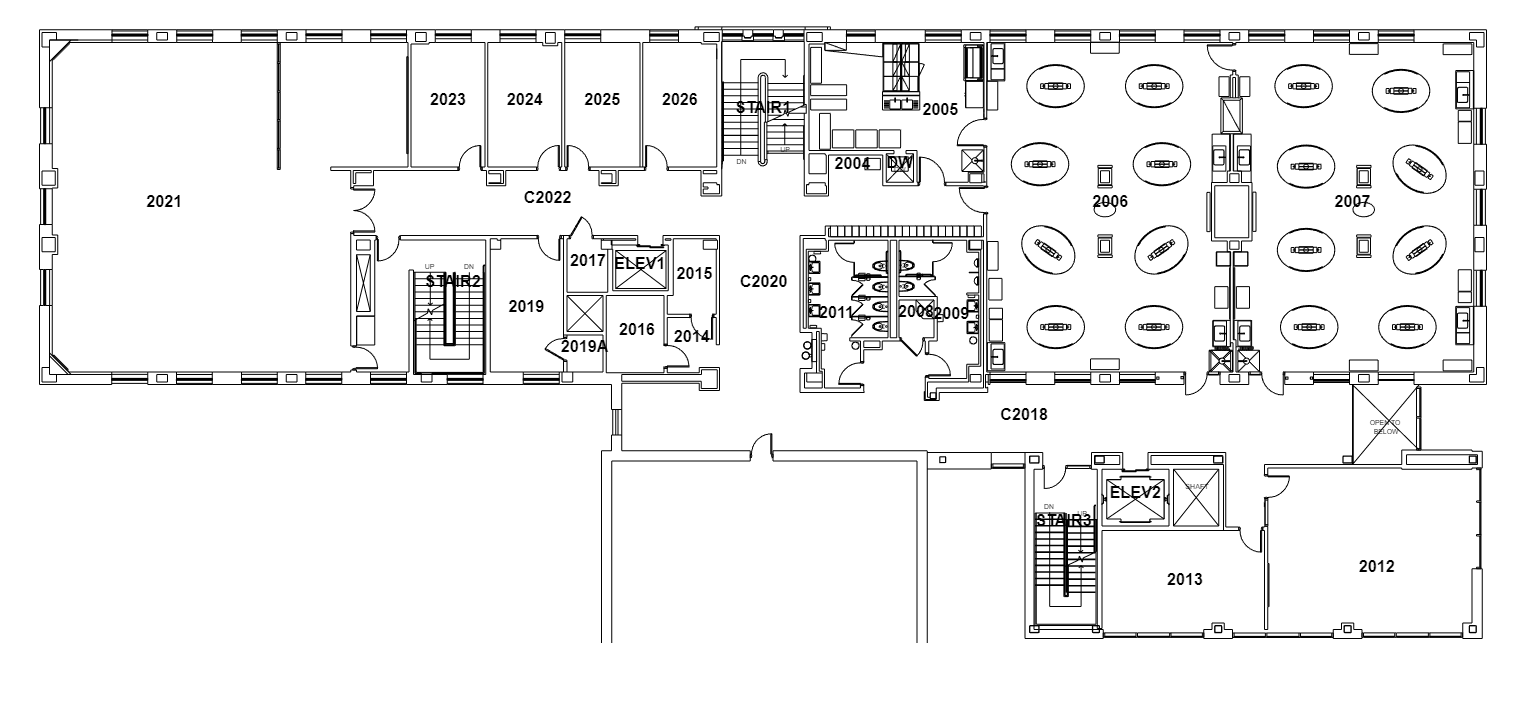 2023
2024
2025
2026
STAIR1
DN
UP
2005
2004
DW
2021
C2022
2006
2007
2017
ELEV1
2015
UP
DN
STAIR2
C2020
2019
2016
2014
2019A
2011
2008
2009
C2018
OPEN TO
BELOW
ELEV2
SHAFT
DN
UP
STAIR3
2013
2012